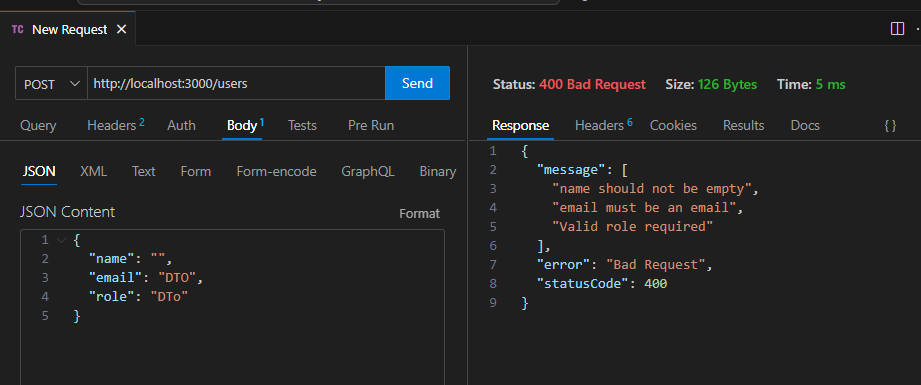 TC New Request
POST http://localhost:3000/users Send
Query Headers 2 Auth Body 1 Tests Pre Run
JSON XML Text Form Form-encode GraphQL Binary
JSON Content Format
1 {
2 "name": "",
3 "email": "DTO",
4 "role": "DTo"
5 }
Status: 400 Bad Request Size: 126 Bytes Time: 5 ms
Response Headers 6 Cookies Results Docs { }
1 {
2 "message": [
3 "name should not be empty",
4 "email must be an email",
5 "Valid role required"
6 ],
7 "error": "Bad Request",
8 "statusCode": 400
9 }